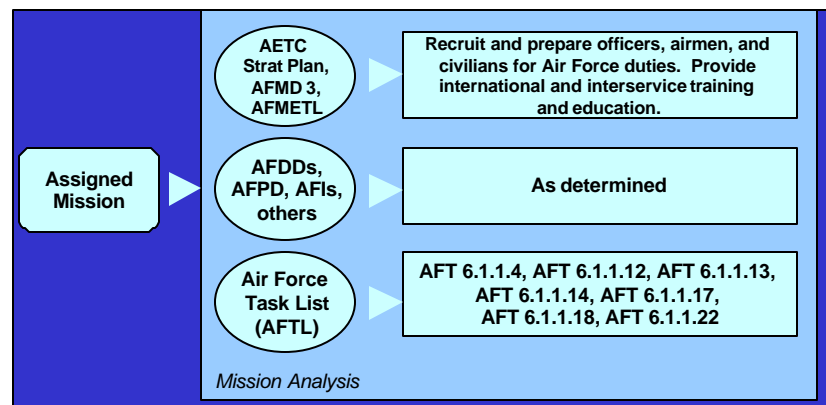 Assigned
Mission
AETC
Strat Plan,
AFMD 3,
AFMETL
Recruit and prepare officers, airmen, and
civilians for Air Force duties. Provide
international and interservice training
and education.
AFDDs,
AFPD, AFIs,
others
As determined
Air Force
Task List
(AFTL)
AFT 6.1.1.4, AFT 6.1.1.12, AFT 6.1.1.13,
AFT 6.1.1.14, AFT 6.1.1.17,
AFT 6.1.1.18, AFT 6.1.1.22
Mission Analysis